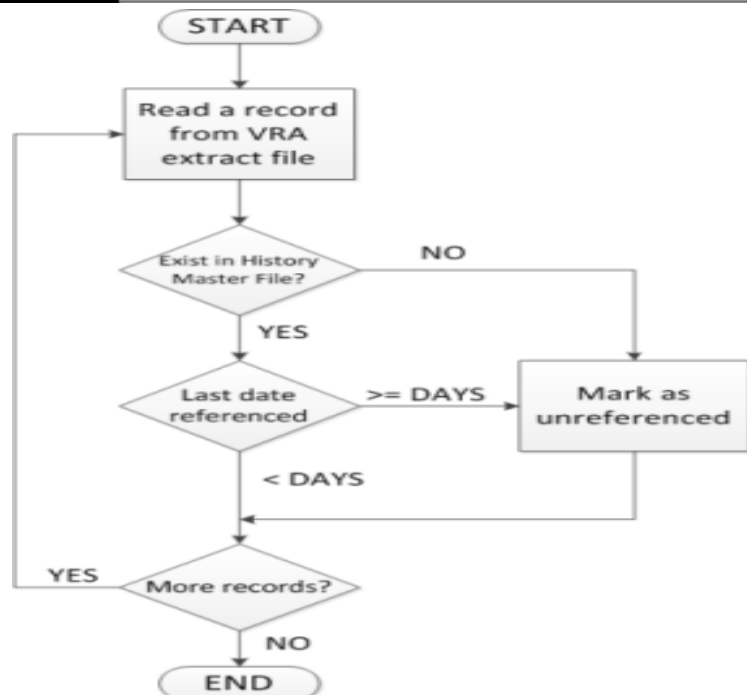 START
Read a record
from VRA
extract file
Exist in History
Master File?
NO
YES
Last date
referenced
>= DAYS
Mark as
unreferenced
< DAYS
YES
More records?
NO
END